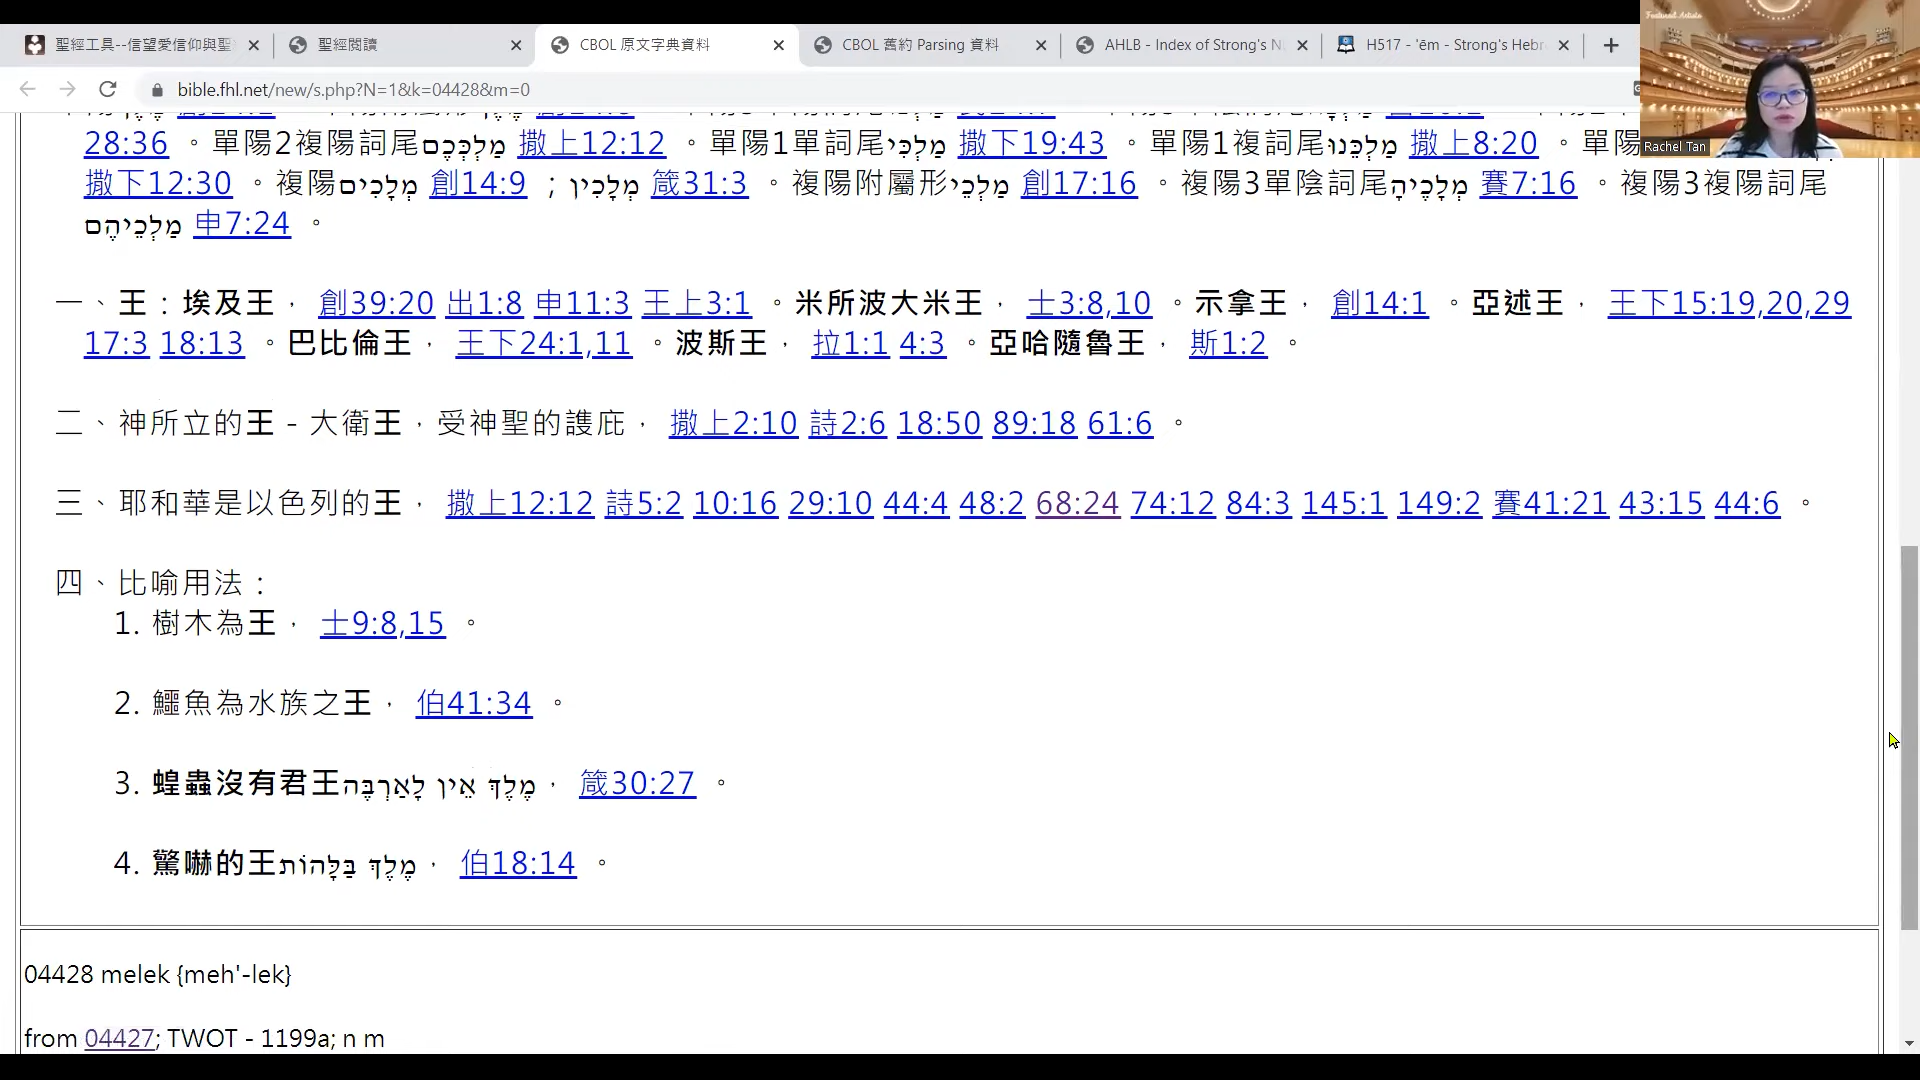 聖經工具--信望愛信仰與聖
聖經閱讀
CBOL 原文字典資料
CBOL 舊約 Parsing 資料
AHLB - Index of Strong's N
H517 - 'ēm - Strong's Hebr
bible.fhl.net/new/s.php?N=1&k=04428&m=0
Featured Artists
Rachel Tan
28:36 。單陽2複陽詞尾מַלְכְּכֶם 撒上12:12 。單陽1單詞尾מַלְכִּי 撒下19:43 。單陽1複詞尾מַלְכֵּנוּ 撒上8:20 。單陽
撒下12:30 。複陽מְלָכִים 創14:9 ；מְלָכִין 箴31:3 。複陽附屬形מַלְכֵי 創17:16 。複陽3單陰詞尾מְלָכֶיהָ 賽7:16 。複陽3複陽詞尾
מַלְכֵיהֶם 申7:24 。
一、王：埃及王， 創39:20 出1:8 申11:3 王上3:1 。米所波大米王， 士3:8,10 。示拿王， 創14:1 。亞述王， 王下15:19,20,29
17:3 18:13 。巴比倫王， 王下24:1,11 。波斯王， 拉1:1 4:3 。亞哈隨魯王， 斯1:2 。
二、神所立的王 - 大衛王，受神聖的護庇， 撒上2:10 詩2:6 18:50 89:18 61:6 。
三、耶和華是以色列的王， 撒上12:12 詩5:2 10:16 29:10 44:4 48:2 68:24 74:12 84:3 145:1 149:2 賽41:21 43:15 44:6 。
四、比喻用法：
1. 樹木為王， 士9:8,15 。
2. 鱷魚為水族之王， 伯41:34 。
3. 蝗蟲沒有君王מֶלֶךְ אֵין לָאַרְבֶּה， 箴30:27 。
4. 驚嚇的王מֶלֶךְ בַּלָּהוֹת， 伯18:14 。
04428 melek {meh'-lek}
from 04427; TWOT - 1199a; n m